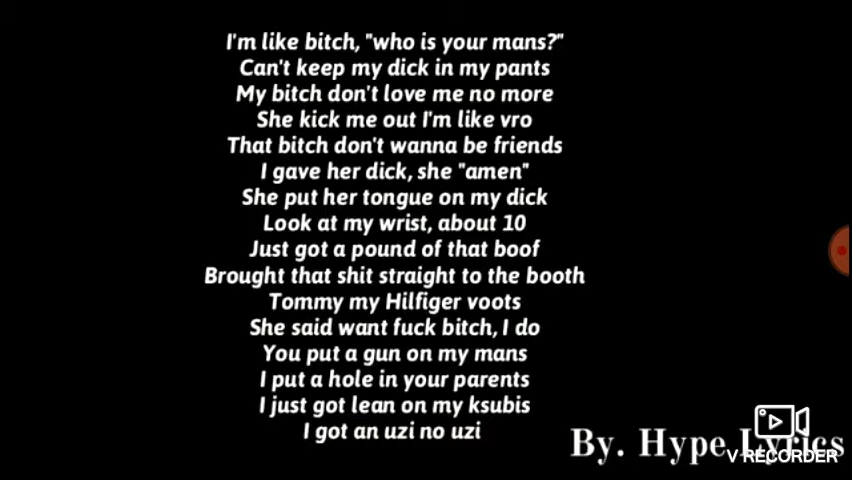 I'm like bitch, "who is your mans?"
Can't keep my dick in my pants
My bitch don't love me no more
She kick me out I'm like vro
That bitch don't wanna be friends
I gave her dick, she "amen"
She put her tongue on my dick
Look at my wrist, about 10
Just got a pound of that boof
Brought that shit straight to the booth
Tommy my Hilfiger voots
She said want fuck bitch, I do
You put a gun on my mans
I put a hole in your parents
I just got lean on my ksubis
I got an uzi no uzi
By. Hype Lyrics
V RECORDER